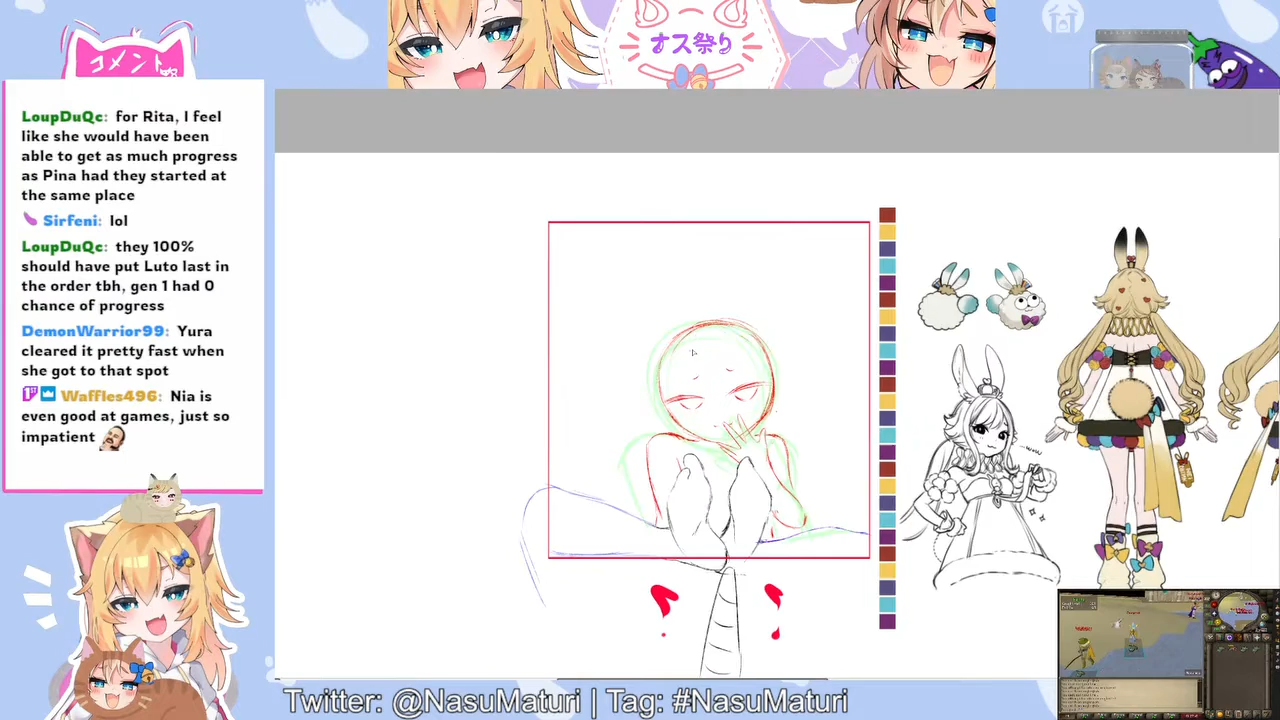 コメント
ナス祭り
LoupDuQc: for Rita, I feel
like she would have been
able to get as much progress
as Pina had they started at
the same place
Sirfeni: lol
LoupDuQc: they 100%
should have put Luto last in
the order tbh, gen 1 had 0
chance of progress
DemonWarrior99: Yura
cleared it pretty fast when
she got to that spot
Waffles496: Nia is
even good at games, just so
impatient
Twitter: @NasuMaturi | Tag: #NasuMaturi